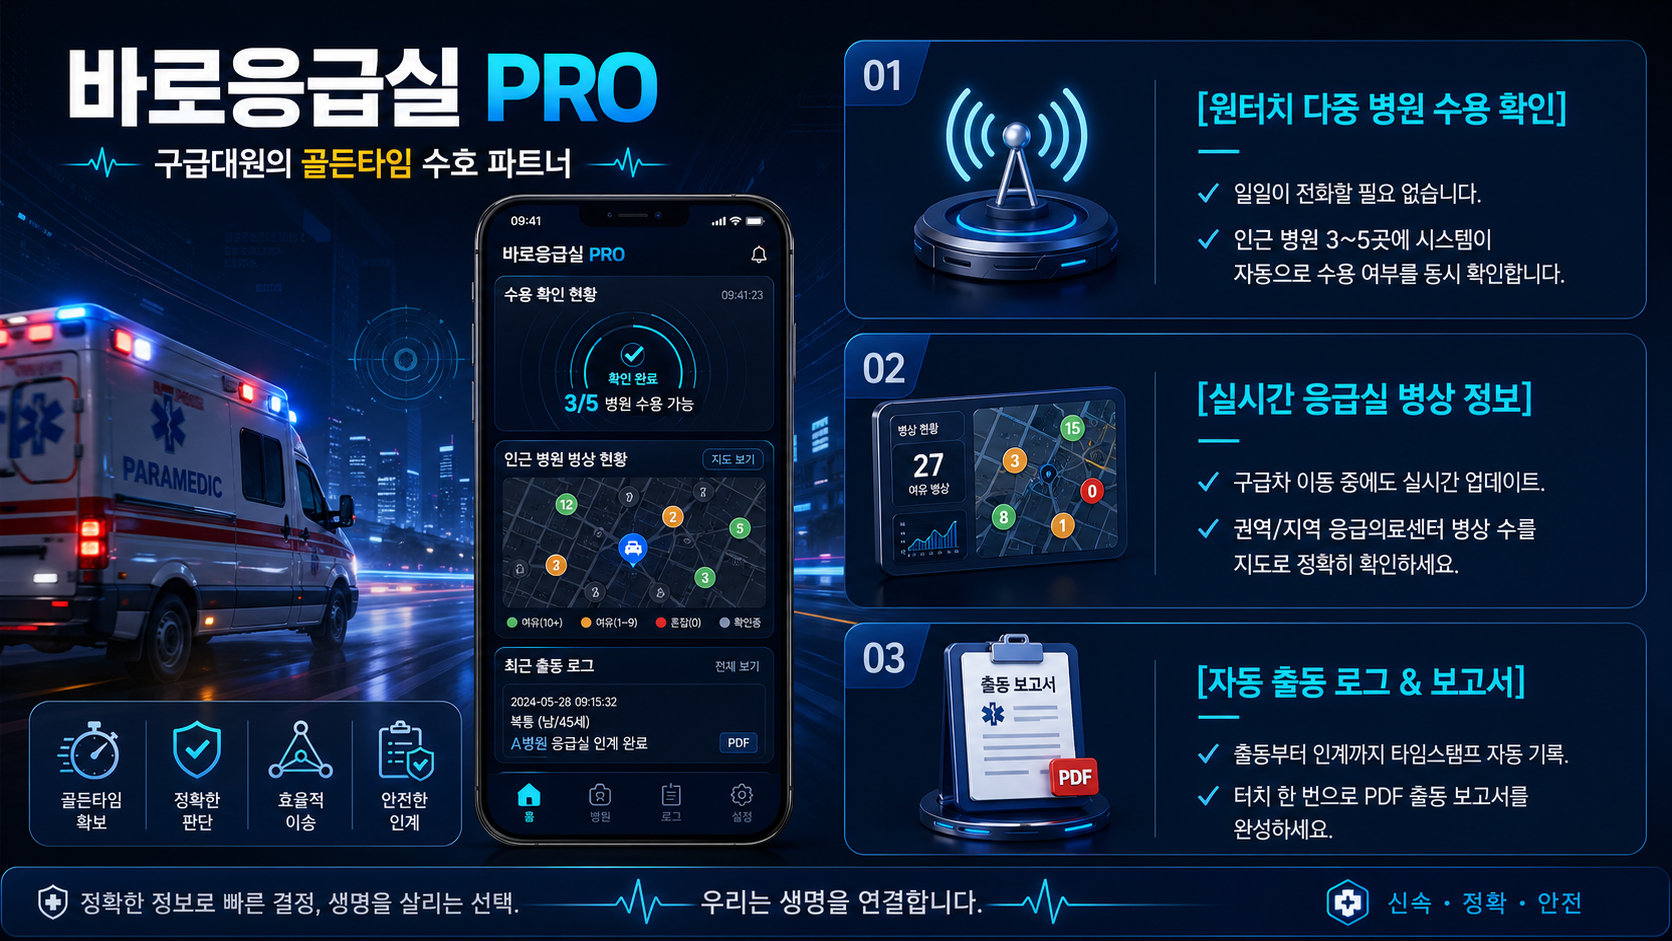 바로응급실 PRO
구급대원의 골든타임 수호 파트너
PARAMEDIC
골든타임
확보
정확한
판단
효율적
이송
안전한
인계
09:41
바로응급실 PRO
수용 확인 현황
09:41:23
확인 완료
3/5 병원 수용 가능
인근 병원 병상 현황
지도 보기
12
2
5
3
3
여유(10+)
여유(1-9)
혼잡(0)
확인중
최근 출동 로그
전체 보기
2024-05-28 09:15:32
복통 (남/45세)
A병원 응급실 인계 완료
PDF
홈
병원
로그
설정
01
[원터치 다중 병원 수용 확인]
일일이 전화할 필요 없습니다.
인근 병원 3~5곳에 시스템이
자동으로 수용 여부를 동시 확인합니다.
02
병상 현황
27
여유 병상
15
3
0
8
1
[실시간 응급실 병상 정보]
구급차 이동 중에도 실시간 업데이트.
권역/지역 응급의료센터 병상 수를
지도로 정확히 확인하세요.
03
출동 보고서
PDF
[자동 출동 로그 & 보고서]
출동부터 인계까지 타임스탬프 자동 기록.
터치 한 번으로 PDF 출동 보고서를
완성하세요.
정확한 정보로 빠른 결정, 생명을 살리는 선택.
우리는 생명을 연결합니다.
신속 · 정확 · 안전